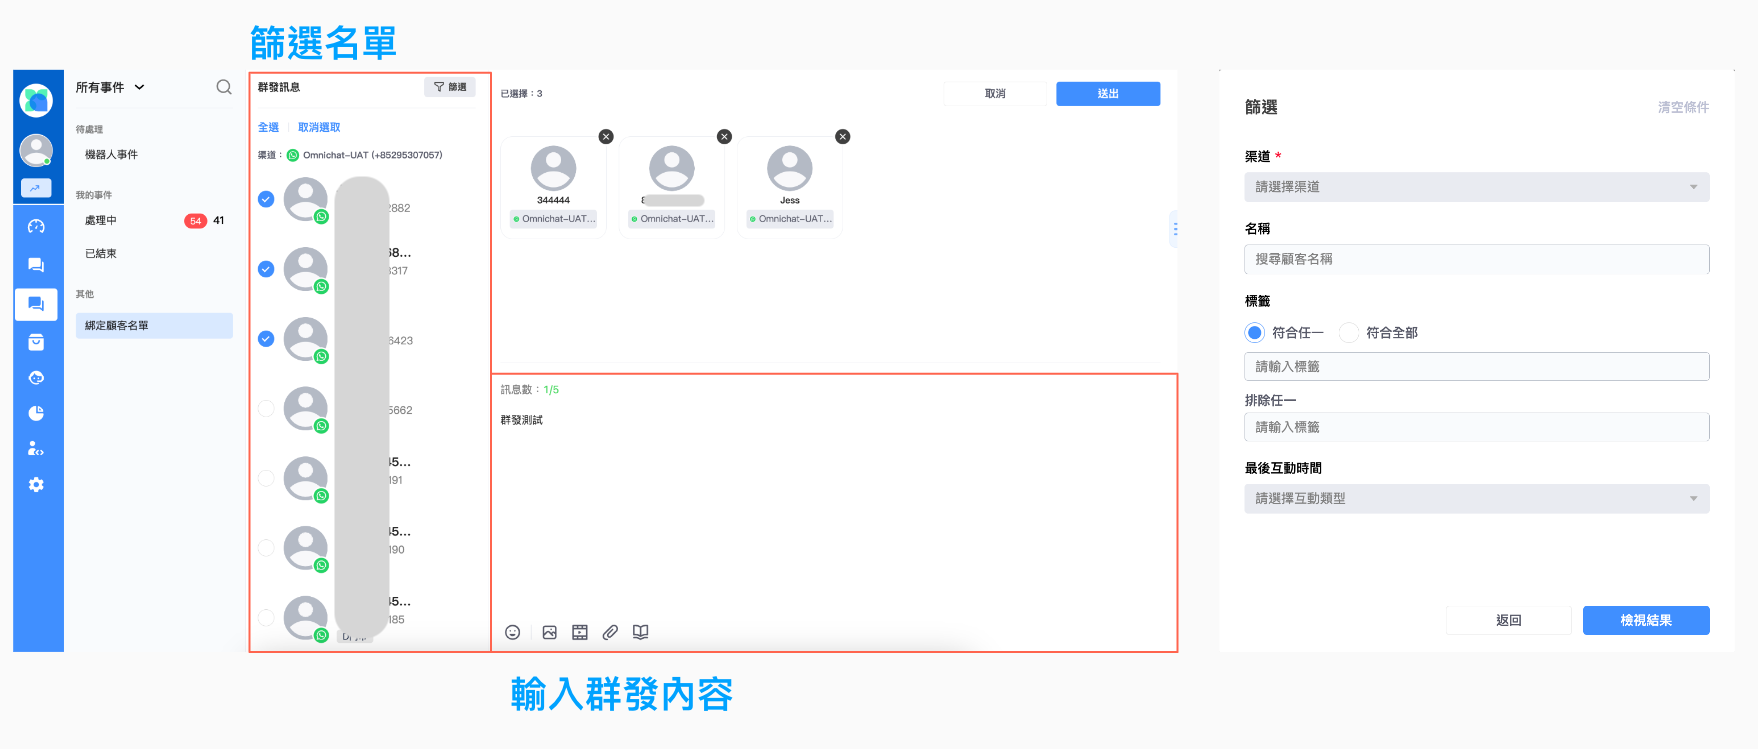 篩選名單
所有事件
待處理
機器人事件
我的事件
處理中 54 41
已結束
其他
綁定顧客名單
群發訊息 篩選
全選 取消選取
渠道： Omnichat-UAT (+85295307057)
2882
68...
3317
6423
5662
45...
191
45...
190
45...
185
已選擇：3
取消
送出
344444
Omnichat-UAT...
8
Omnichat-UAT...
Jess
Omnichat-UAT...
訊息數：1/5
群發測試
輸入群發內容
篩選
清空條件
渠道 *
請選擇渠道
名稱
搜尋顧客名稱
標籤
符合任一 符合全部
請輸入標籤
排除任一
請輸入標籤
最後互動時間
請選擇互動類型
返回
檢視結果